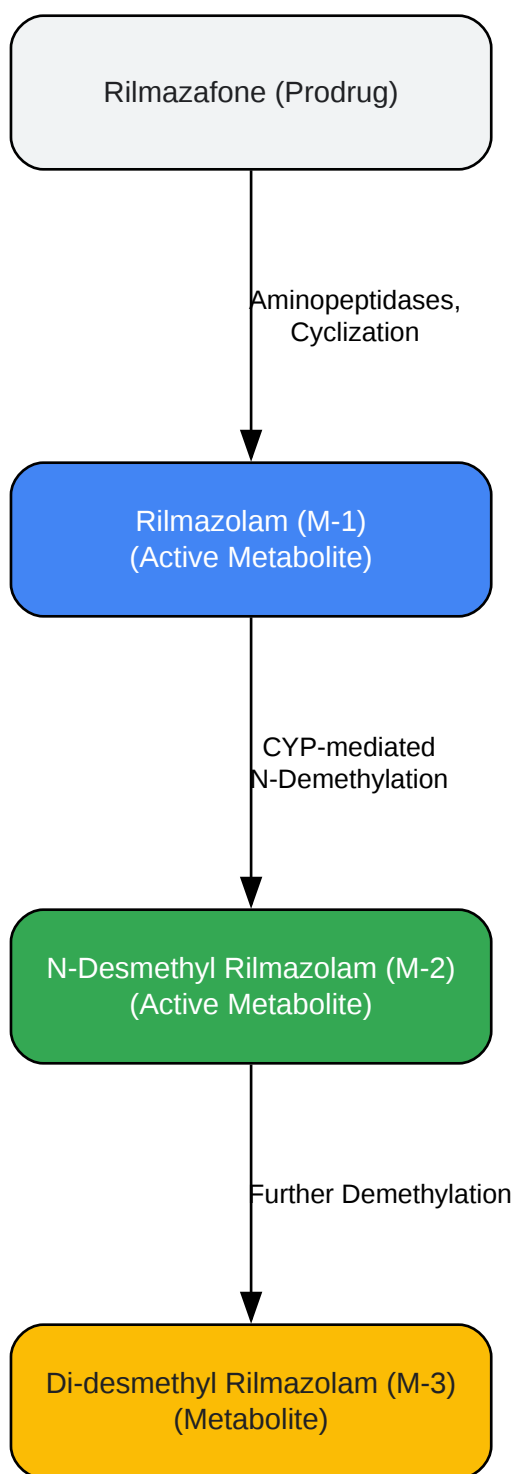 Rilmazafone (Prodrug)
Aminopeptidases,
Cyclization
Rilmazolam (M-1)
(Active Metabolite)
CYP-mediated
N-Demethylation
N-Desmethyl Rilmazolam (M-2)
(Active Metabolite)
Further Demethylation
Di-desmethyl Rilmazolam (M-3)
(Metabolite)